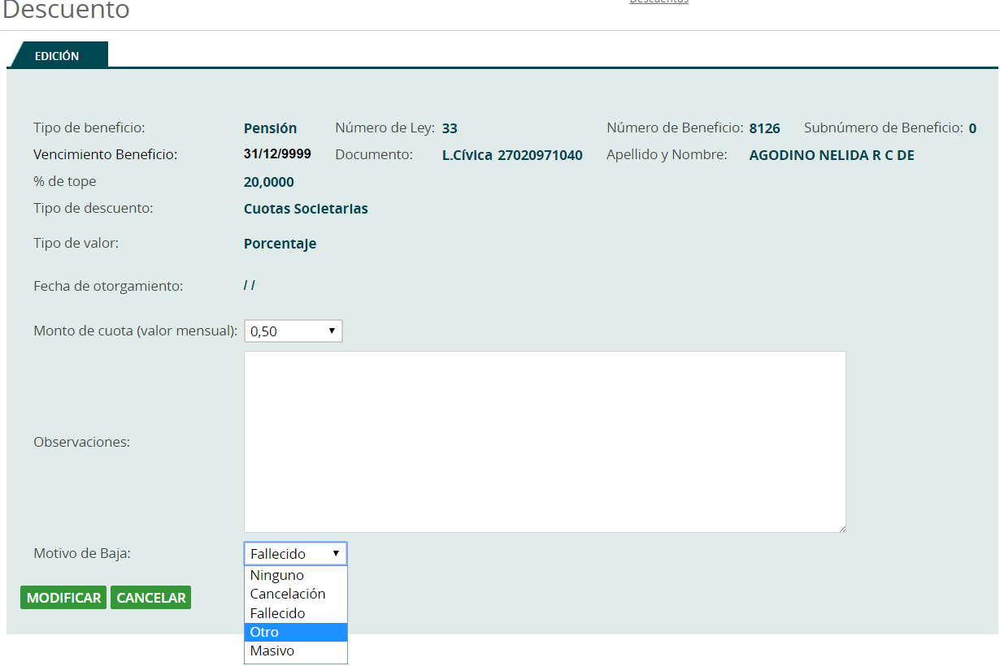 Descuento
Descuentos
EDICIÓN
Tipo de beneficio: Pensión Número de Ley: 33 Número de Beneficio: 8126 Subnúmero de Beneficio: 0
Vencimiento Beneficio: 31/12/9999 Documento: L.Cívica 27020971040 Apellido y Nombre: AGODINO NELIDA R C DE
% de tope 20,0000
Tipo de descuento: Cuotas Societarias
Tipo de valor: Porcentaje
Fecha de otorgamiento: / /
Monto de cuota (valor mensual): 0,50
Observaciones:
Motivo de Baja: Fallecido
Ninguno
Cancelación
Fallecido
Otro
Masivo
MODIFICAR CANCELAR